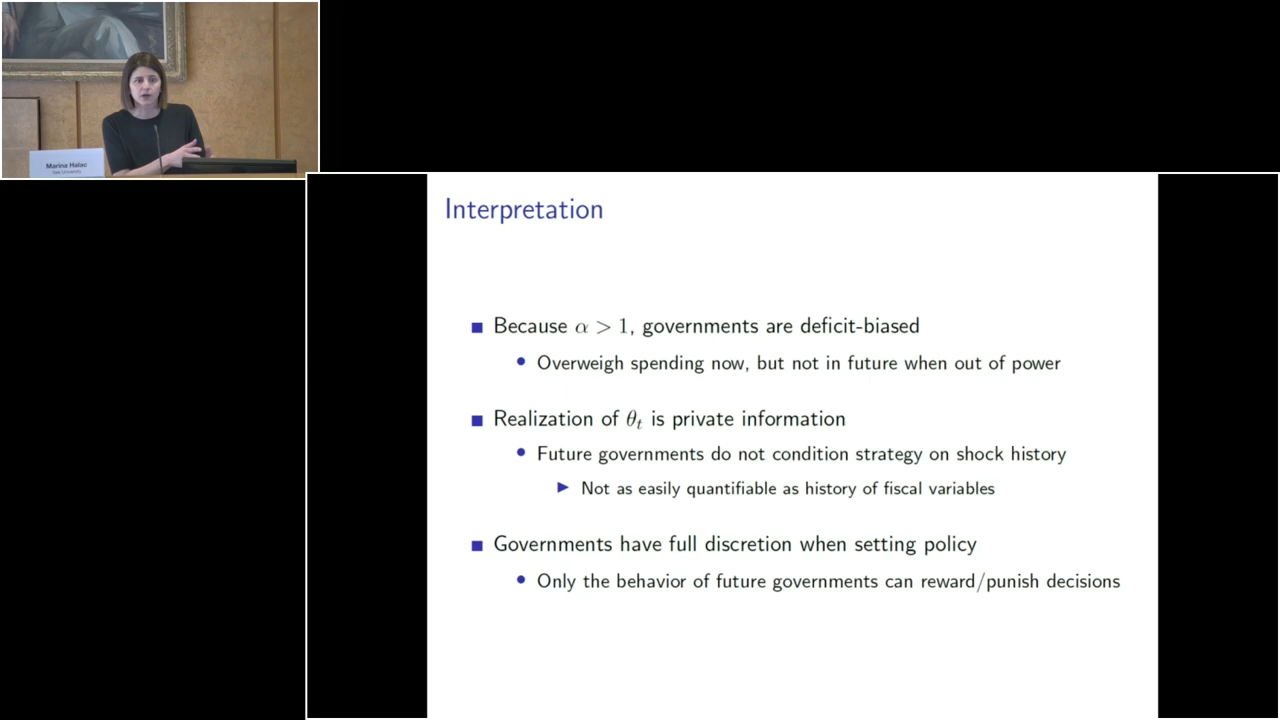 Marina Halac
Yale University
Interpretation
Because α > 1, governments are deficit-biased
Overweigh spending now, but not in future when out of power
Realization of θₜ is private information
Future governments do not condition strategy on shock history
Not as easily quantifiable as history of fiscal variables
Governments have full discretion when setting policy
Only the behavior of future governments can reward/punish decisions